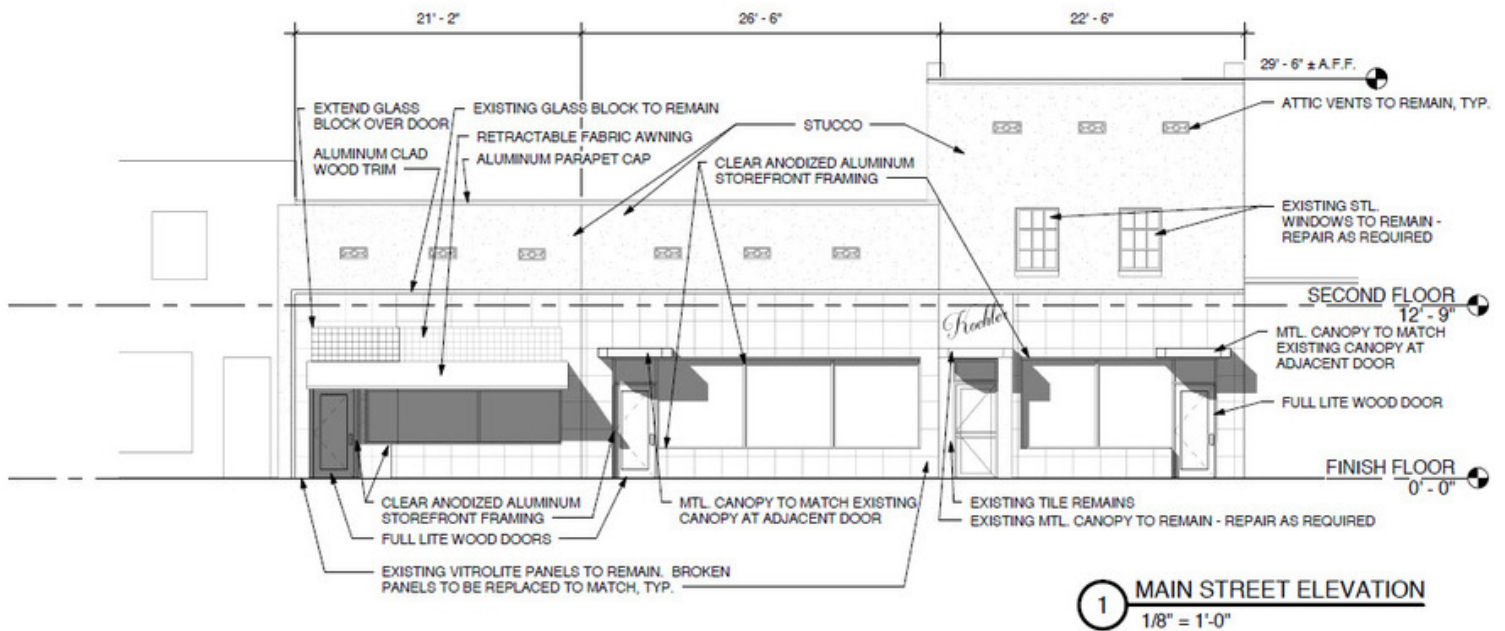 21' - 2"
26' - 6"
22' - 6"
29' - 6" ± A.F.F.
ATTIC VENTS TO REMAIN, TYP.
EXTEND GLASS
BLOCK OVER DOOR
EXISTING GLASS BLOCK TO REMAIN
RETRACTABLE FABRIC AWNING
ALUMINUM PARAPET CAP
ALUMINUM CLAD
WOOD TRIM
STUCCO
CLEAR ANODIZED ALUMINUM
STOREFRONT FRAMING
EXISTING STL.
WINDOWS TO REMAIN -
REPAIR AS REQUIRED
SECOND FLOOR
12' - 9"
Koehler
MTL. CANOPY TO MATCH
EXISTING CANOPY AT
ADJACENT DOOR
FULL LITE WOOD DOOR
FINISH FLOOR
0' - 0"
CLEAR ANODIZED ALUMINUM
STOREFRONT FRAMING
FULL LITE WOOD DOORS
MTL. CANOPY TO MATCH EXISTING
CANOPY AT ADJACENT DOOR
EXISTING TILE REMAINS
EXISTING MTL. CANOPY TO REMAIN - REPAIR AS REQUIRED
EXISTING VITROLITE PANELS TO REMAIN. BROKEN
PANELS TO BE REPLACED TO MATCH, TYP.
1
MAIN STREET ELEVATION
1/8" = 1'-0"